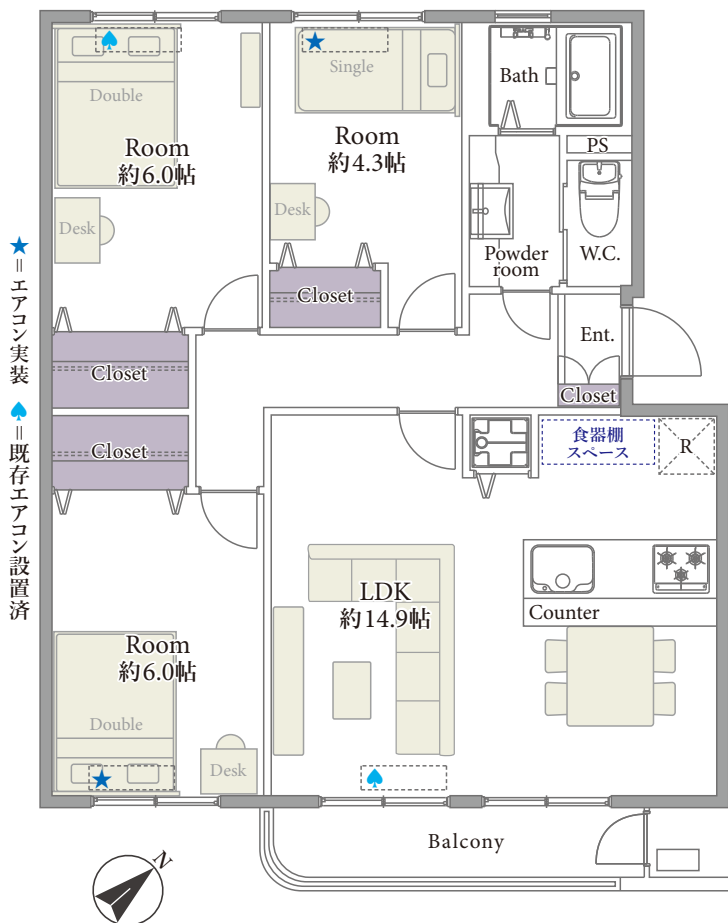 Double
Room
約6.0帖
Desk
Closet
Single
Room
約4.3帖
Desk
Closet
Bath
PS
Powder
room
W.C.
Ent.
Closet
★=エアコン実装 ♠=既存エアコン設置済
Closet
Room
約6.0帖
Double
Desk
食器棚
スペース
R
LDK
約14.9帖
Counter
Balcony
N